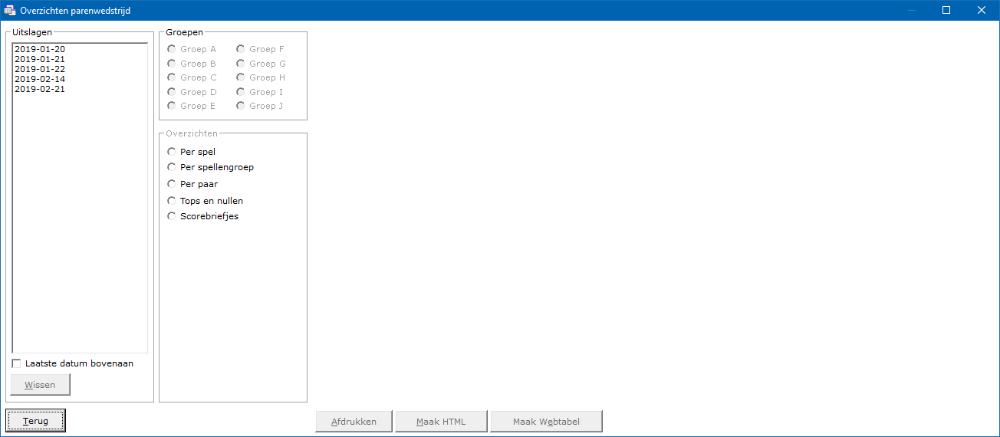 Overzichten parenwedstrijd
Uitslagen
2019-01-20
2019-01-21
2019-01-22
2019-02-14
2019-02-21
Laatste datum bovenaan
Wissen
Terug
Groepen
Groep A
Groep F
Groep B
Groep G
Groep C
Groep H
Groep D
Groep I
Groep E
Groep J
Overzichten
Per spel
Per spellengroep
Per paar
Tops en nullen
Scorebriefjes
Afdrukken
Maak HTML
Maak Webtabel